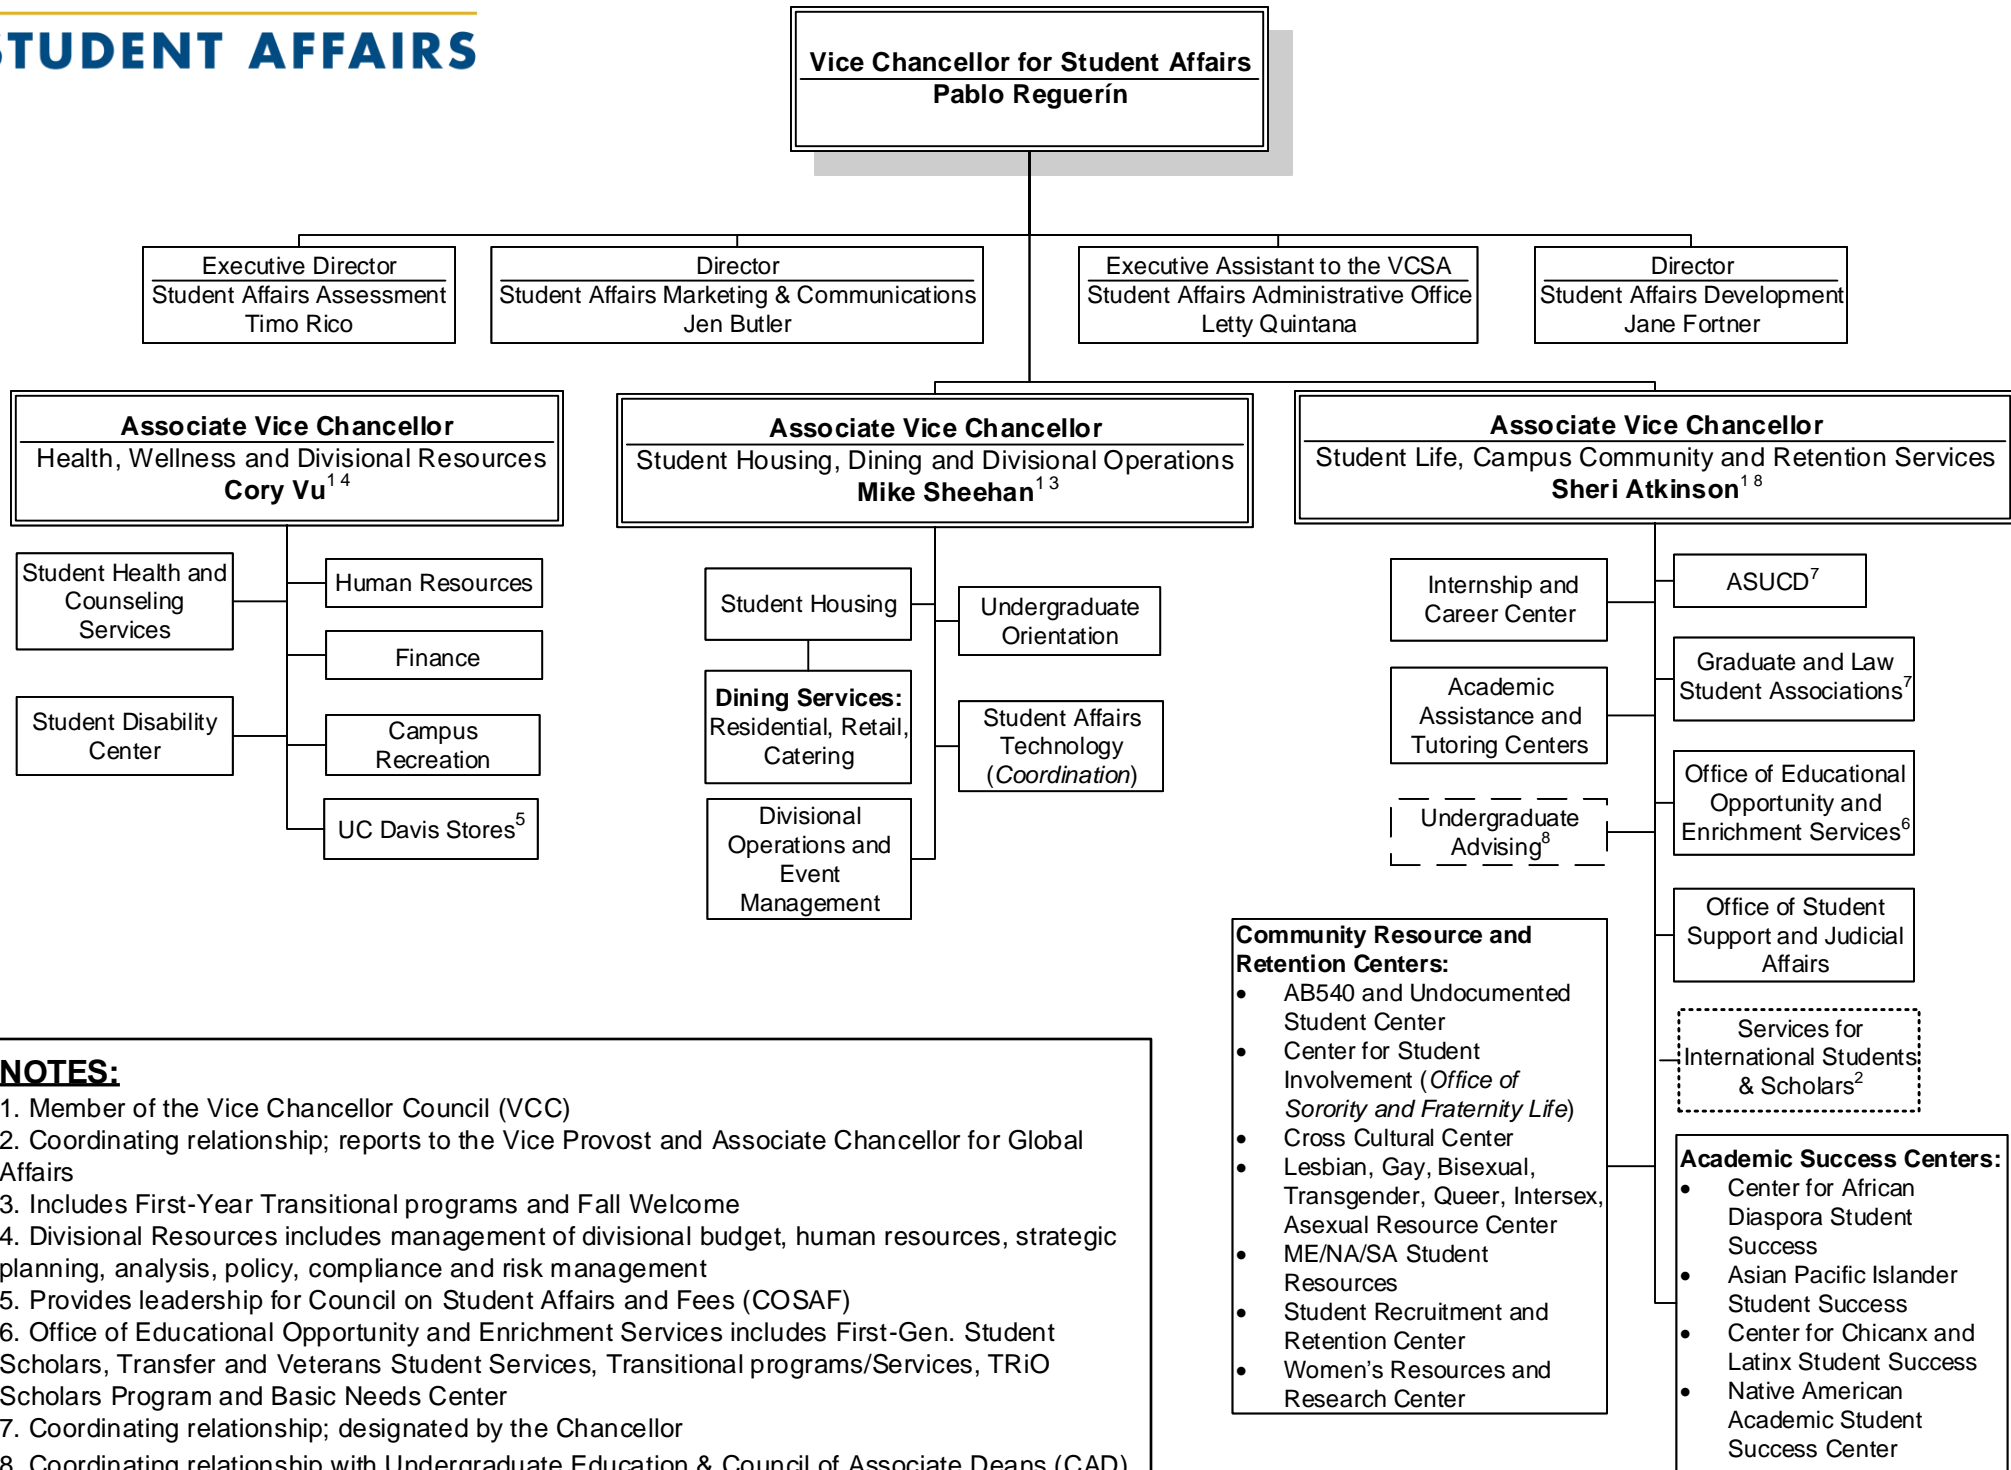 STUDENT AFFAIRS
Vice Chancellor for Student Affairs
Pablo Reguerín
Executive Director
Student Affairs Assessment
Timo Rico
Director
Student Affairs Marketing & Communications
Jen Butler
Executive Assistant to the VCSA
Student Affairs Administrative Office
Letty Quintana
Director
Student Affairs Development
Jane Fortner
Associate Vice Chancellor
Health, Wellness and Divisional Resources
Cory Vu1 4
Associate Vice Chancellor
Student Housing, Dining and Divisional Operations
Mike Sheehan1 3
Associate Vice Chancellor
Student Life, Campus Community and Retention Services
Sheri Atkinson1 8
Student Health and
Counseling
Services
Student Disability
Center
Human Resources
Finance
Campus
Recreation
UC Davis Stores5
Student Housing
Dining Services:
Residential, Retail,
Catering
Divisional
Operations and
Event
Management
Undergraduate
Orientation
Student Affairs
Technology
(Coordination)
Internship and
Career Center
Academic
Assistance and
Tutoring Centers
Undergraduate
Advising8
Community Resource and
Retention Centers:
• AB540 and Undocumented
Student Center
• Center for Student
Involvement (Office of
Sorority and Fraternity Life)
• Cross Cultural Center
• Lesbian, Gay, Bisexual,
Transgender, Queer, Intersex,
Asexual Resource Center
• ME/NA/SA Student
Resources
• Student Recruitment and
Retention Center
• Women’s Resources and
Research Center
ASUCD7
Graduate and Law
Student Associations7
Office of Educational
Opportunity and
Enrichment Services6
Office of Student
Support and Judicial
Affairs
Services for
International Students
& Scholars2
Academic Success Centers:
• Center for African
Diaspora Student
Success
• Asian Pacific Islander
Student Success
• Center for Chicanx and
Latinx Student Success
• Native American
Academic Student
Success Center
NOTES:
1. Member of the Vice Chancellor Council (VCC)
2. Coordinating relationship; reports to the Vice Provost and Associate Chancellor for Global
Affairs
3. Includes First-Year Transitional programs and Fall Welcome
4. Divisional Resources includes management of divisional budget, human resources, strategic
planning, analysis, policy, compliance and risk management
5. Provides leadership for Council on Student Affairs and Fees (COSAF)
6. Office of Educational Opportunity and Enrichment Services includes First-Gen. Student
Scholars, Transfer and Veterans Student Services, Transitional programs/Services, TRiO
Scholars Program and Basic Needs Center
7. Coordinating relationship; designated by the Chancellor
8. Coordinating relationship with Undergraduate Education & Council of Associate Deans (CAD)